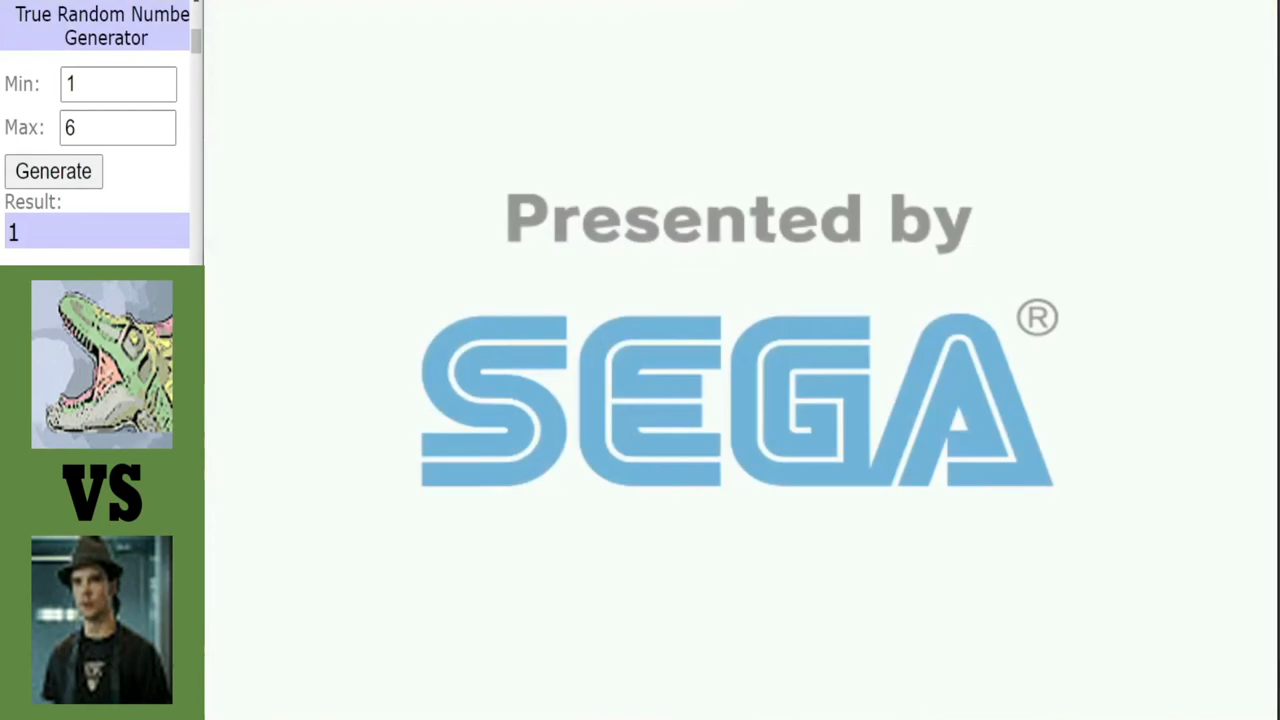 True Random Numbe
Generator
Min: 1
Max: 6
Generate
Result:
1
VS
Presented by
SEGA®